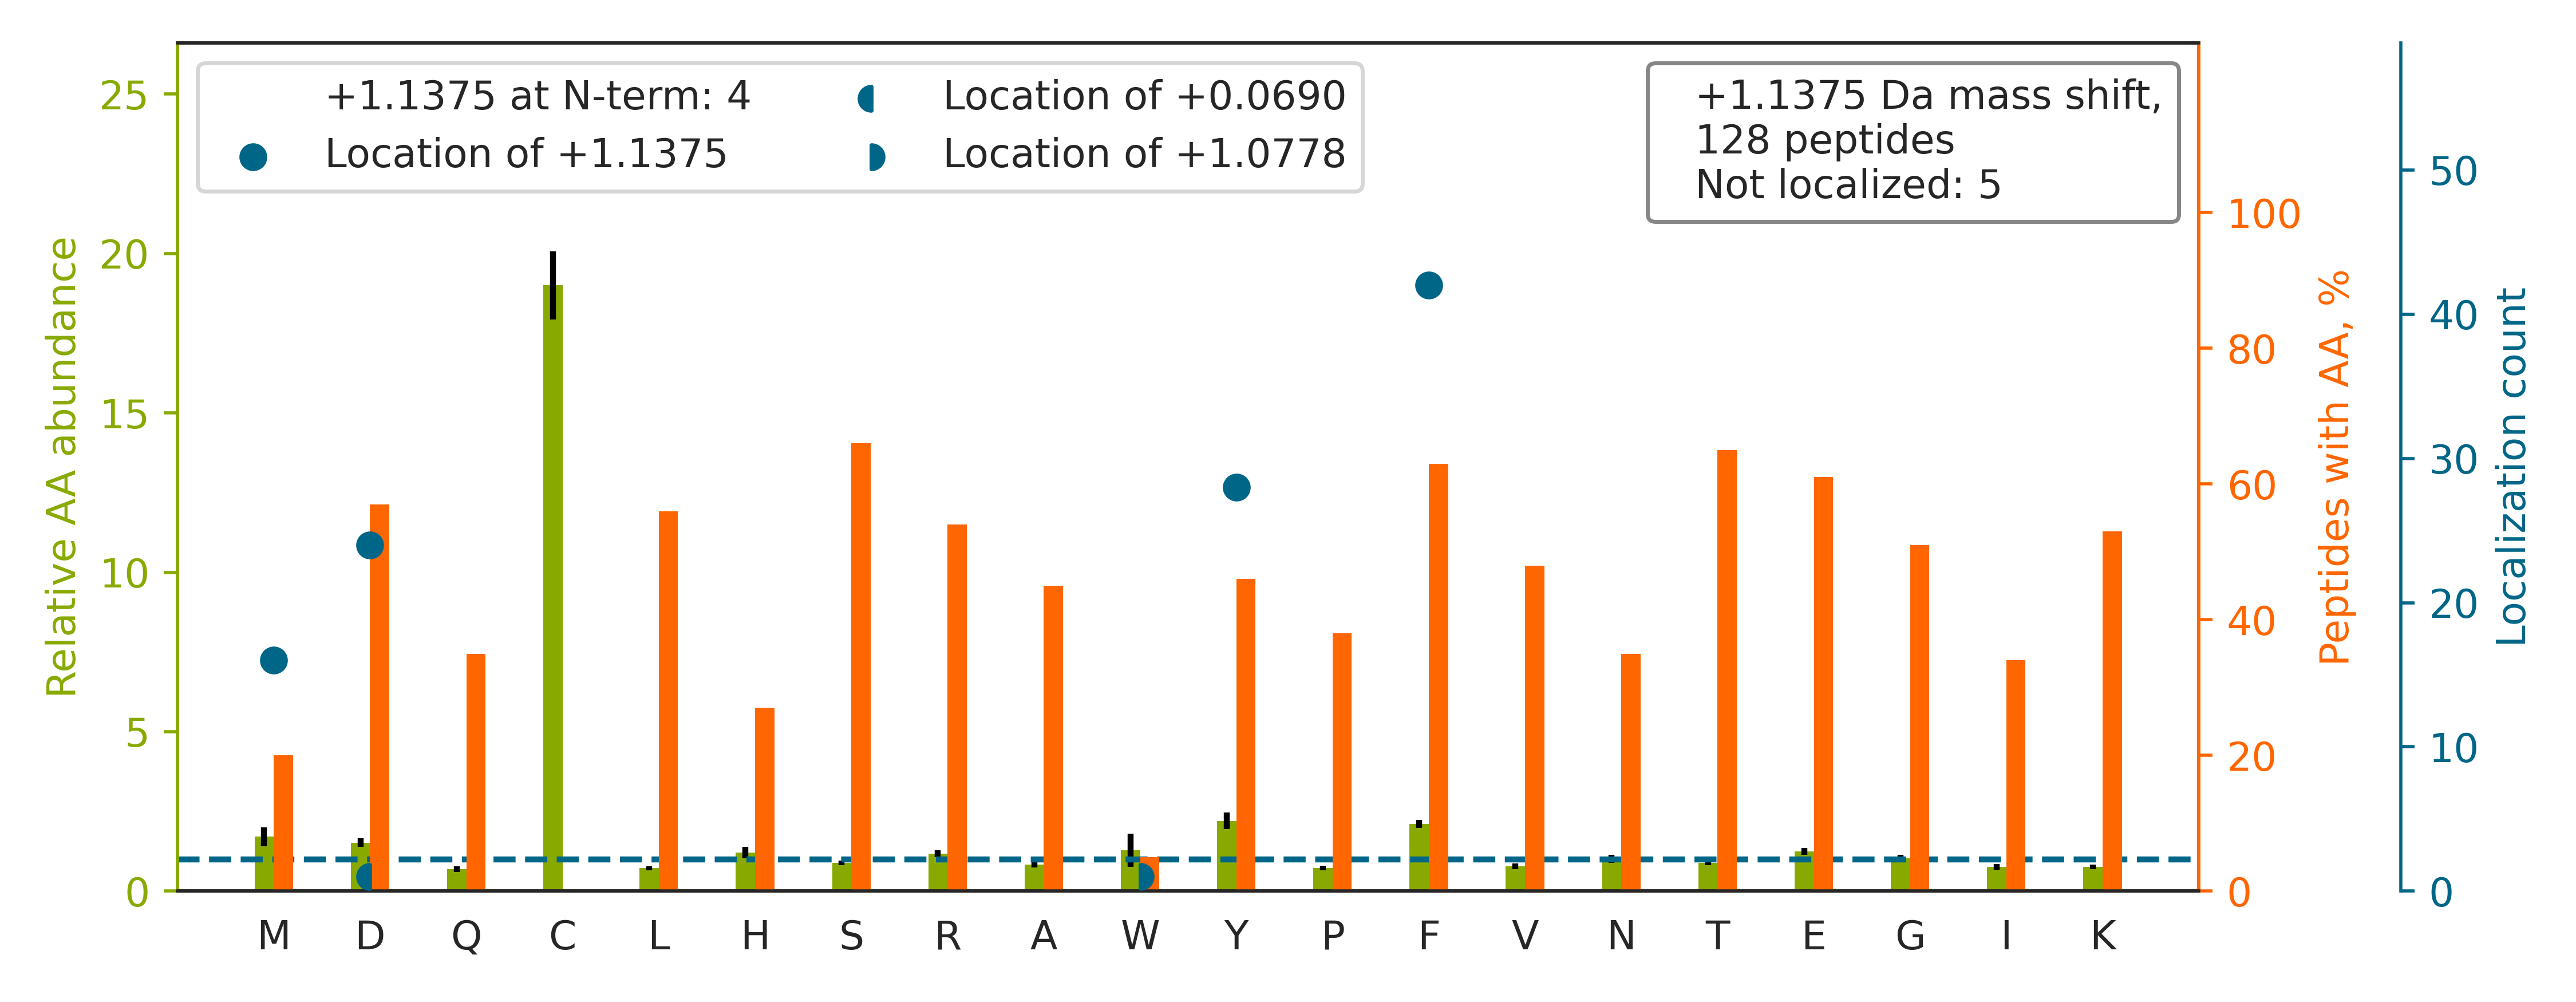 +1.1375 at N-term: 4
Location of +1.1375
Location of +0.0690
Location of +1.0778
+1.1375 Da mass shift,
128 peptides
Not localized: 5
Relative AA abundance
25
20
15
10
5
0
Peptides with AA, %
100
80
60
40
20
0
Localization count
50
40
30
20
10
0
M D Q C L H S R A W Y P F V N T E G I K